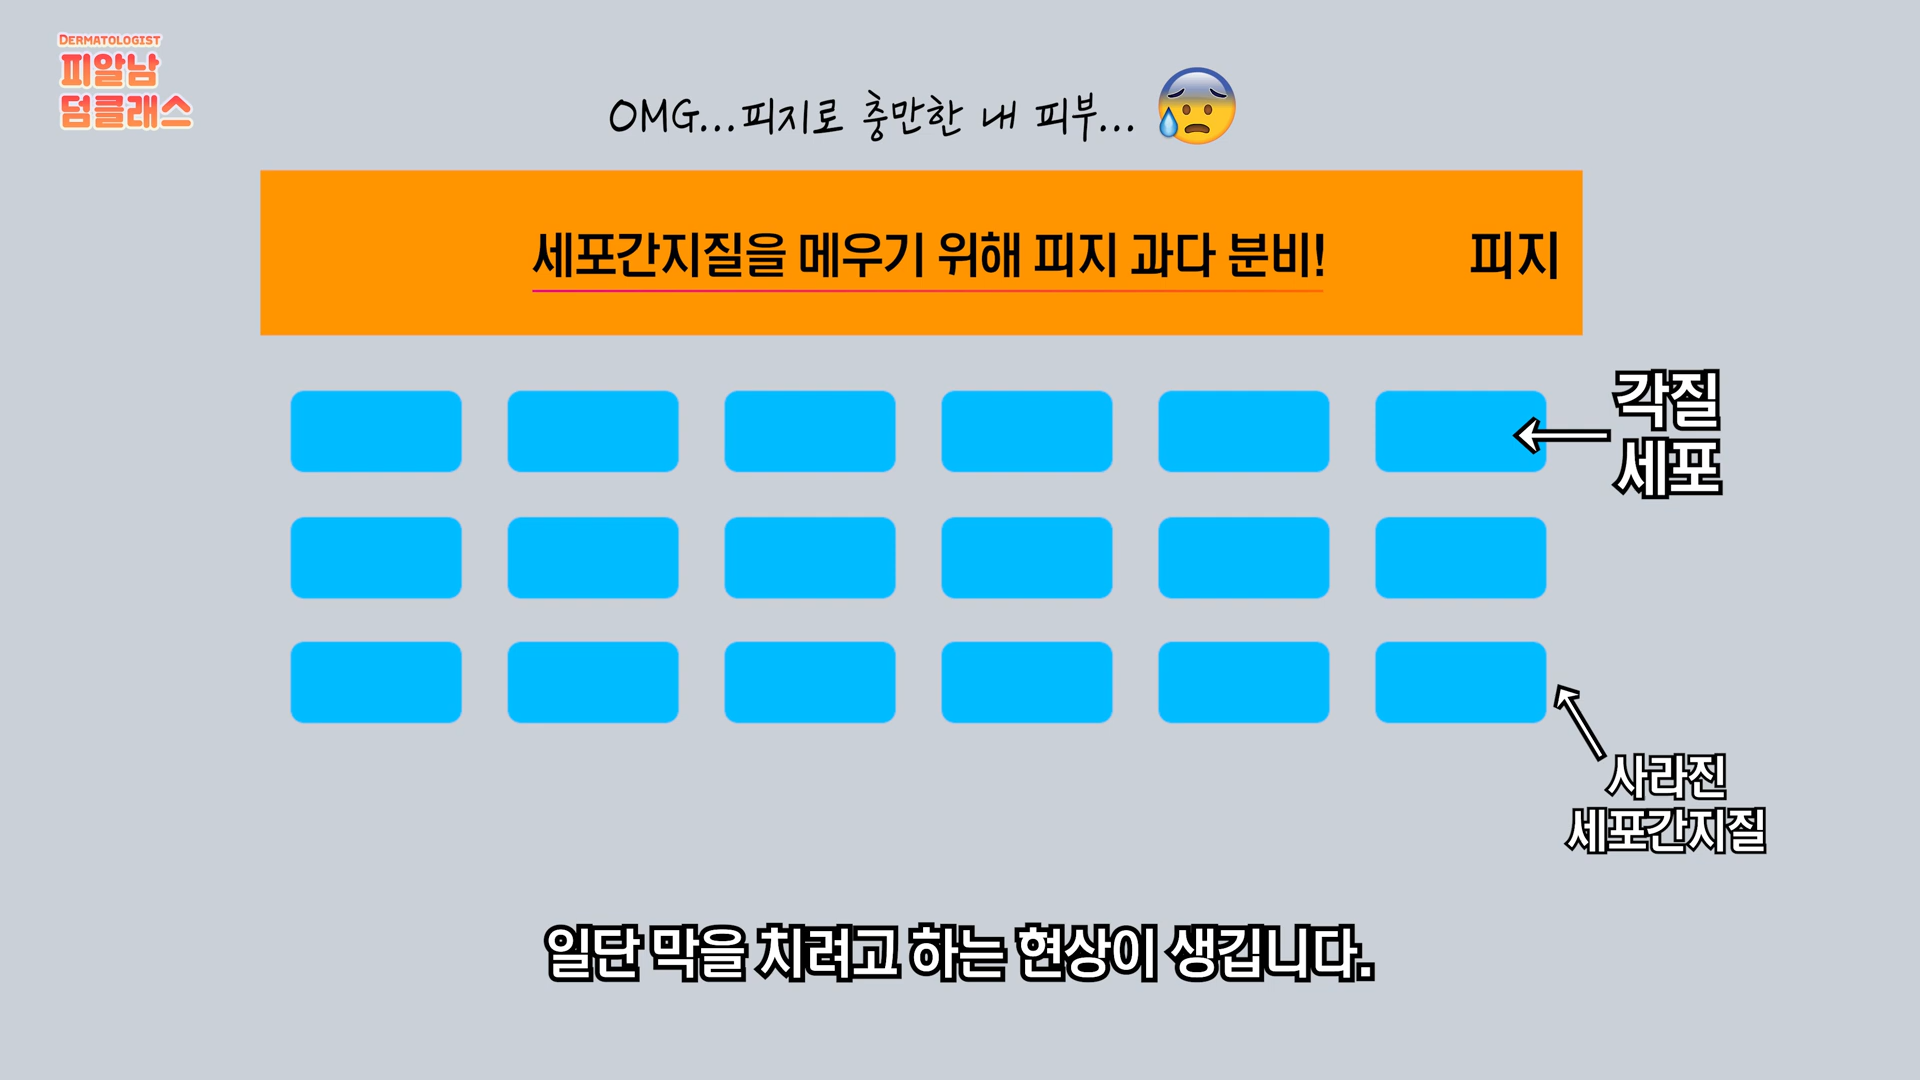 DERMATOLOGIST
피알남
덤클래스
OMG...피지로 충만한 내 피부...
세포간지질을 메우기 위해 피지 과다 분비!
피지
각질
세포
사라진
세포간지질
일단 막을 치려고 하는 현상이 생깁니다.